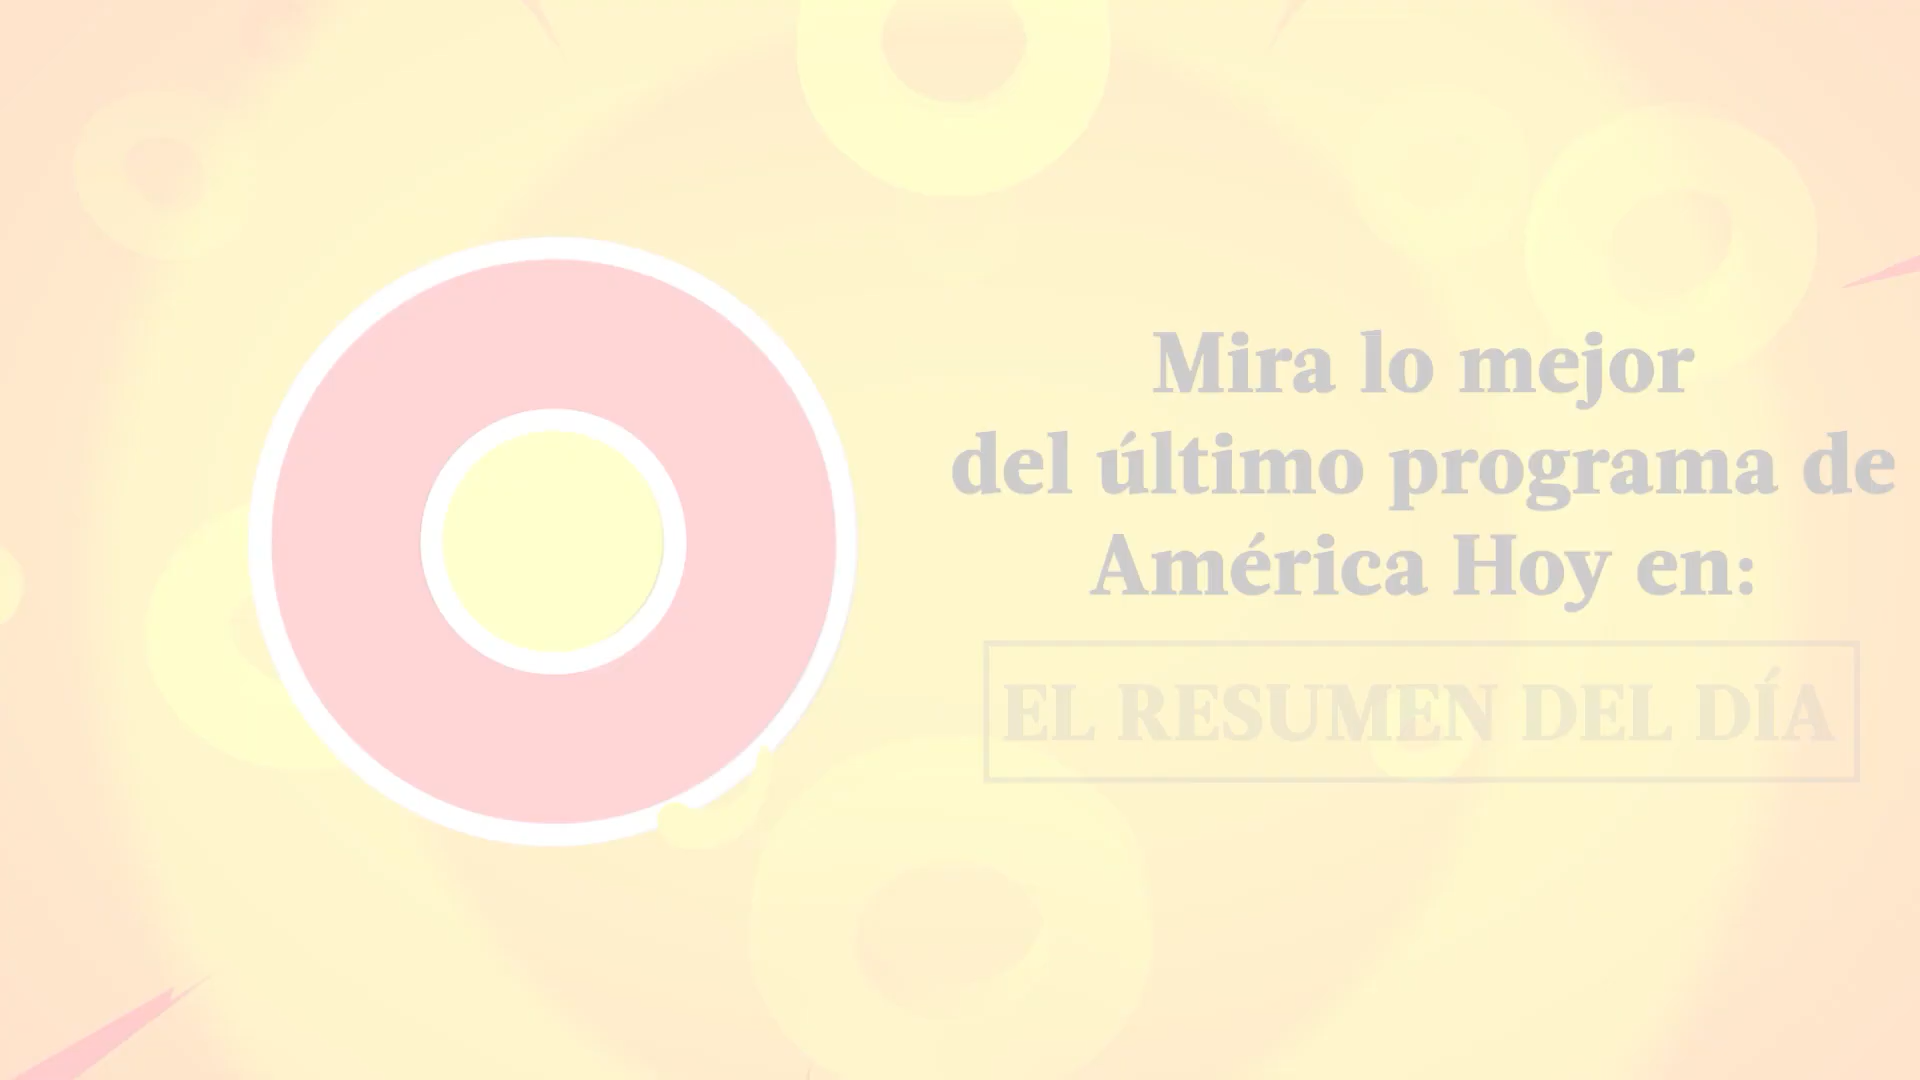 Mira lo mejor
del último programa de
América Hoy en:
EL RESUMEN DEL DÍA